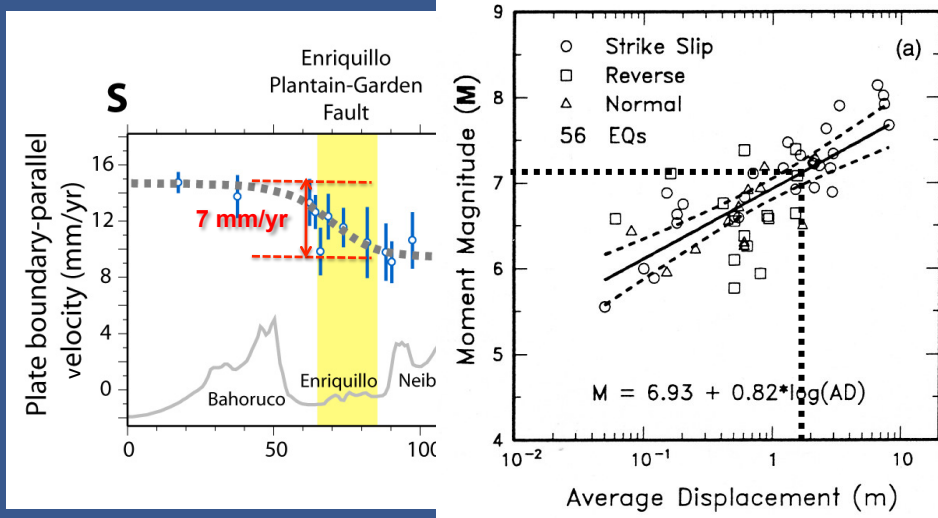 Enriquillo
Plantain-Garden
Fault
S
Plate boundary-parallel
velocity (mm/yr)
16
12
8
4
0
7 mm/yr
Bahoruco
Enriquillo
Neib
0
50
100
Moment Magnitude (M)
9
8
7
6
5
4
(a)
Strike Slip
Reverse
Normal
56 EQs
M = 6.93 + 0.82*log(AD)
10-2
0.1
1
10
Average Displacement (m)